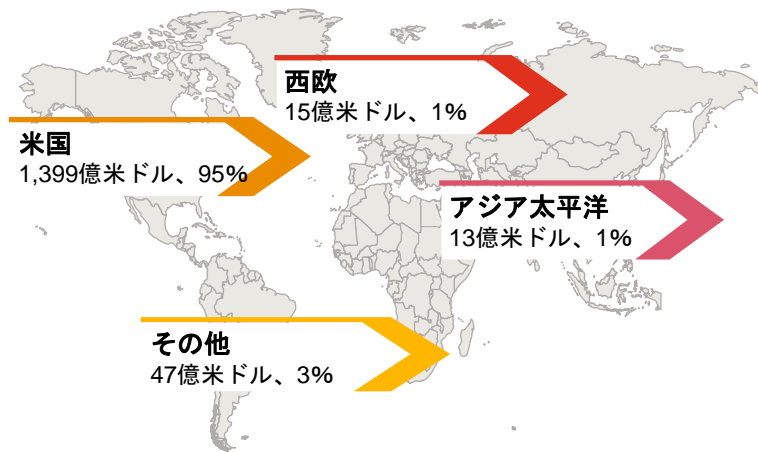 西欧
15億米ドル、1%
米国
1,399億米ドル、95%
アジア太平洋
13億米ドル、1%
その他
47億米ドル、3%